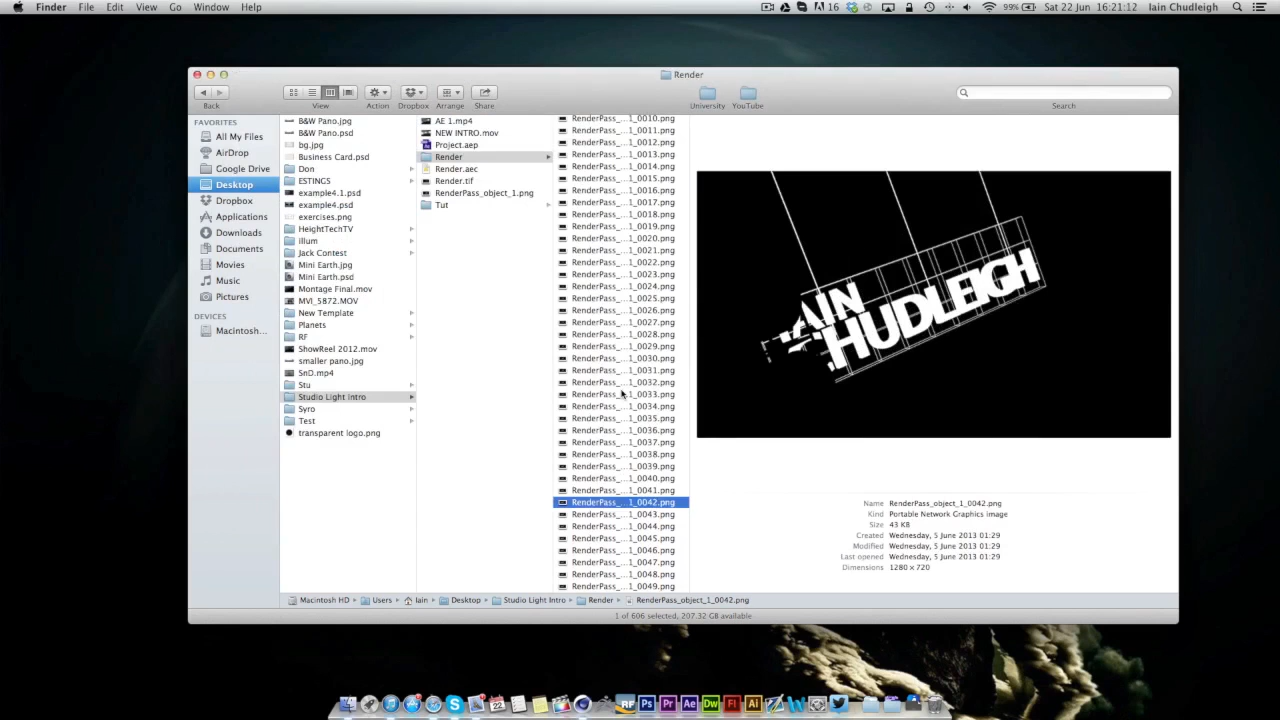 Finder File Edit View Go Window Help
16 99% Sat 22 Jun 16:21:12 Iain Chudleigh
Render
Back View Action Dropbox Arrange Share University YouTube Search
FAVORITES
All My Files
AirDrop
Google Drive
Desktop
Dropbox
Applications
Downloads
Documents
Movies
Music
Pictures
DEVICES
Macintosh...
B&W Pano.jpg
B&W Pano.psd
bg.jpg
Business Card.psd
Don
ESTINGS
example4.1.psd
example4.psd
exercises.png
HeightTechTV
Illum
Jack Contest
Mini Earth.jpg
Mini Earth.psd
Montage Final.mov
MVI_5872.MOV
New Template
Planets
RF
ShowReel 2012.mov
smaller pano.jpg
SnD.mp4
Stu
Studio Light Intro
Syro
Test
transparent logo.png
AE 1.mp4
NEW INTRO.mov
Project.aep
Render
Render.aec
Render.tif
RenderPass_object_1.png
Tut
RenderPass_...1_0010.png
RenderPass_...1_0011.png
RenderPass_...1_0012.png
RenderPass_...1_0013.png
RenderPass_...1_0014.png
RenderPass_...1_0015.png
RenderPass_...1_0016.png
RenderPass_...1_0017.png
RenderPass_...1_0018.png
RenderPass_...1_0019.png
RenderPass_...1_0020.png
RenderPass_...1_0021.png
RenderPass_...1_0022.png
RenderPass_...1_0023.png
RenderPass_...1_0024.png
RenderPass_...1_0025.png
RenderPass_...1_0026.png
RenderPass_...1_0027.png
RenderPass_...1_0028.png
RenderPass_...1_0029.png
RenderPass_...1_0030.png
RenderPass_...1_0031.png
RenderPass_...1_0032.png
RenderPass_...1_0033.png
RenderPass_...1_0034.png
RenderPass_...1_0035.png
RenderPass_...1_0036.png
RenderPass_...1_0037.png
RenderPass_...1_0038.png
RenderPass_...1_0039.png
RenderPass_...1_0040.png
RenderPass_...1_0041.png
RenderPass_...1_0042.png
RenderPass_...1_0043.png
RenderPass_...1_0044.png
RenderPass_...1_0045.png
RenderPass_...1_0046.png
RenderPass_...1_0047.png
RenderPass_...1_0048.png
RenderPass_...1_0049.png
AIN
HUDLEIGH
Name RenderPass_object_1_0042.png
Kind Portable Network Graphics image
Size 43 KB
Created Wednesday, 5 June 2013 01:29
Modified Wednesday, 5 June 2013 01:29
Last opened Wednesday, 5 June 2013 01:29
Dimensions 1280 × 720
Macintosh HD Users Iain Desktop Studio Light Intro Render RenderPass_object_1_0042.png
1 of 606 selected, 207.32 GB available
22 RF Ps Pr Ae Dw Fl Ai